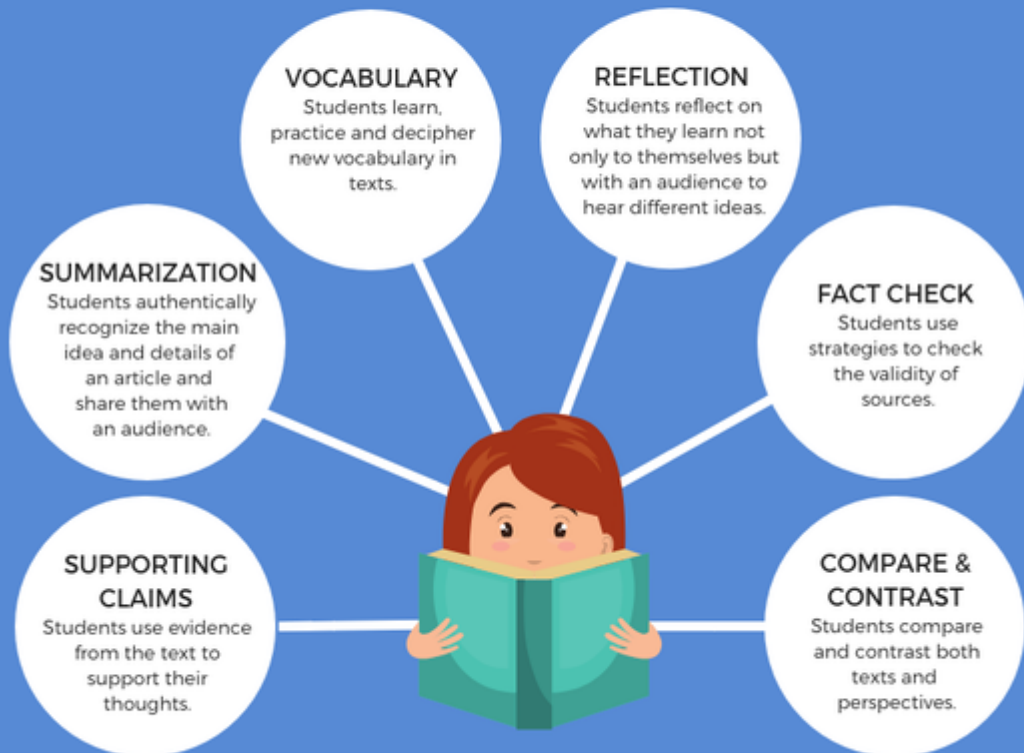 VOCABULARY
Students learn,
practice and decipher
new vocabulary in
texts.
REFLECTION
Students reflect on
what they learn not
only to themselves but
with an audience to
hear different ideas.
SUMMARIZATION
Students authentically
recognize the main
idea and details of
an article and
share them with
an audience.
FACT CHECK
Students use
strategies to check
the validity of
sources.
SUPPORTING
CLAIMS
Students use evidence
from the text to
support their
thoughts.
COMPARE &
CONTRAST
Students compare
and contrast both
texts and
perspectives.